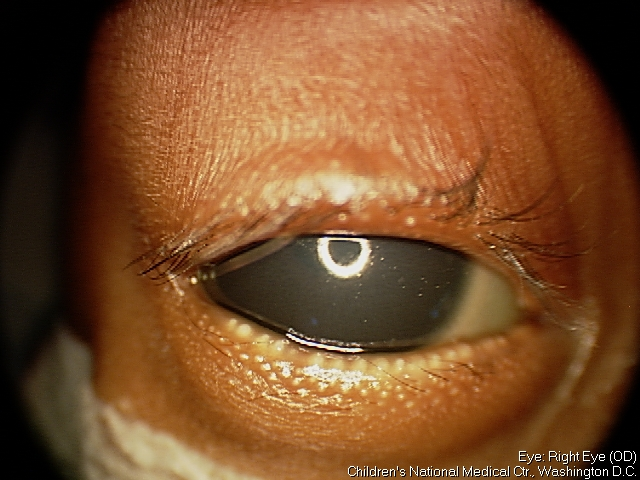 Eye: Right Eye (OD)
Children's National Medical Ctr., Washington D.C.